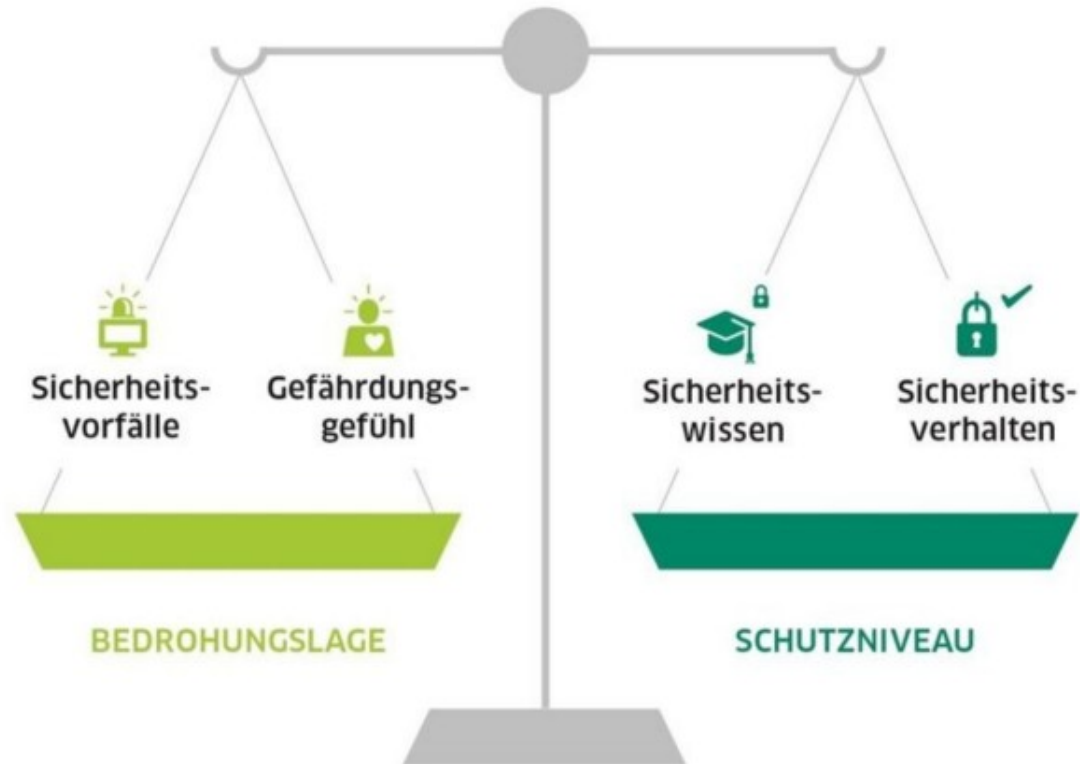 Sicherheits-
vorfälle
Gefährdungs-
gefühl
BEDROHUNGSLAGE
Sicherheits-
wissen
Sicherheits-
verhalten
SCHUTZNIVEAU